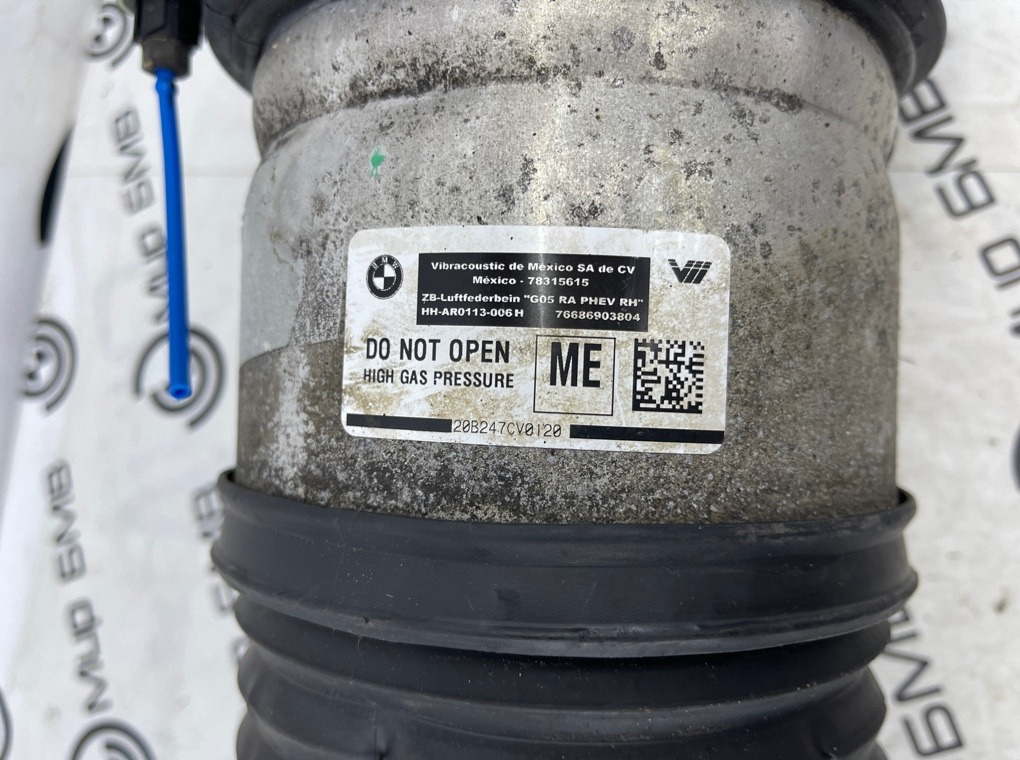 BMW
Vibracoustic de México SA de CV
México - 78315615
ZB-Luftfederbein "G05 RA PHEV RH"
HH-AR0113-006 H 76686903804
DO NOT OPEN
HIGH GAS PRESSURE
ME
20B247CV0120